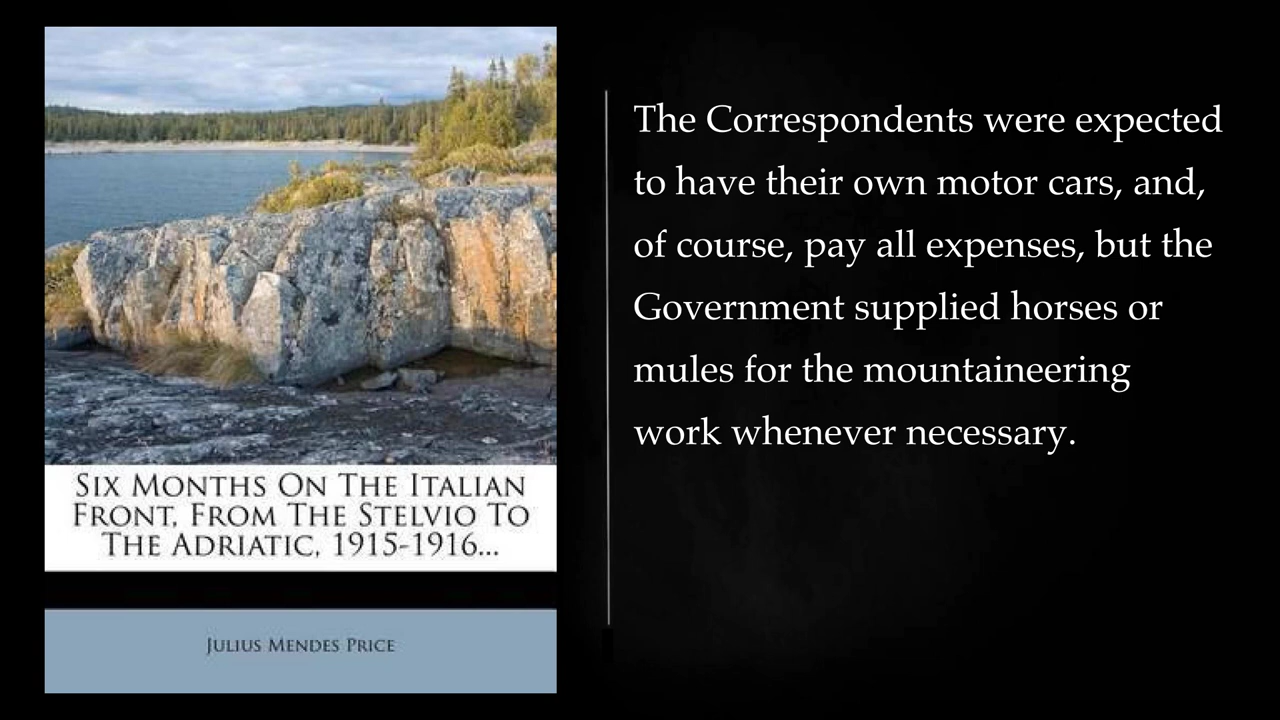 Six Months On The Italian
Front, From The Stelvio To
The Adriatic, 1915-1916...
Julius Mendes Price
The Correspondents were expected
to have their own motor cars, and,
of course, pay all expenses, but the
Government supplied horses or
mules for the mountaineering
work whenever necessary.